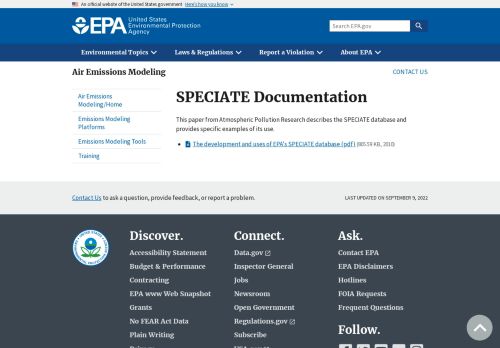 An official website of the United States government Here's how you know
EPA United States
Environmental Protection
Agency
Search EPA.gov
Environmental Topics Laws & Regulations Report a Violation About EPA
Air Emissions Modeling CONTACT US
Air Emissions
Modeling/Home
Emissions Modeling
Platforms
Emissions Modeling Tools
Training
SPECIATE Documentation
This paper from Atmospheric Pollution Research describes the SPECIATE database and
provides specific examples of its use.
The development and uses of EPA's SPECIATE database (pdf) (865.59 KB, 2010)
Contact Us to ask a question, provide feedback, or report a problem. LAST UPDATED ON SEPTEMBER 9, 2022
Discover.
Accessibility Statement
Budget & Performance
Contracting
EPA www Web Snapshot
Grants
No FEAR Act Data
Plain Writing
Privacy
Connect.
Data.gov
Inspector General
Jobs
Newsroom
Open Government
Regulations.gov
Subscribe
Ask.
Contact EPA
EPA Disclaimers
Hotlines
FOIA Requests
Frequent Questions
Follow.